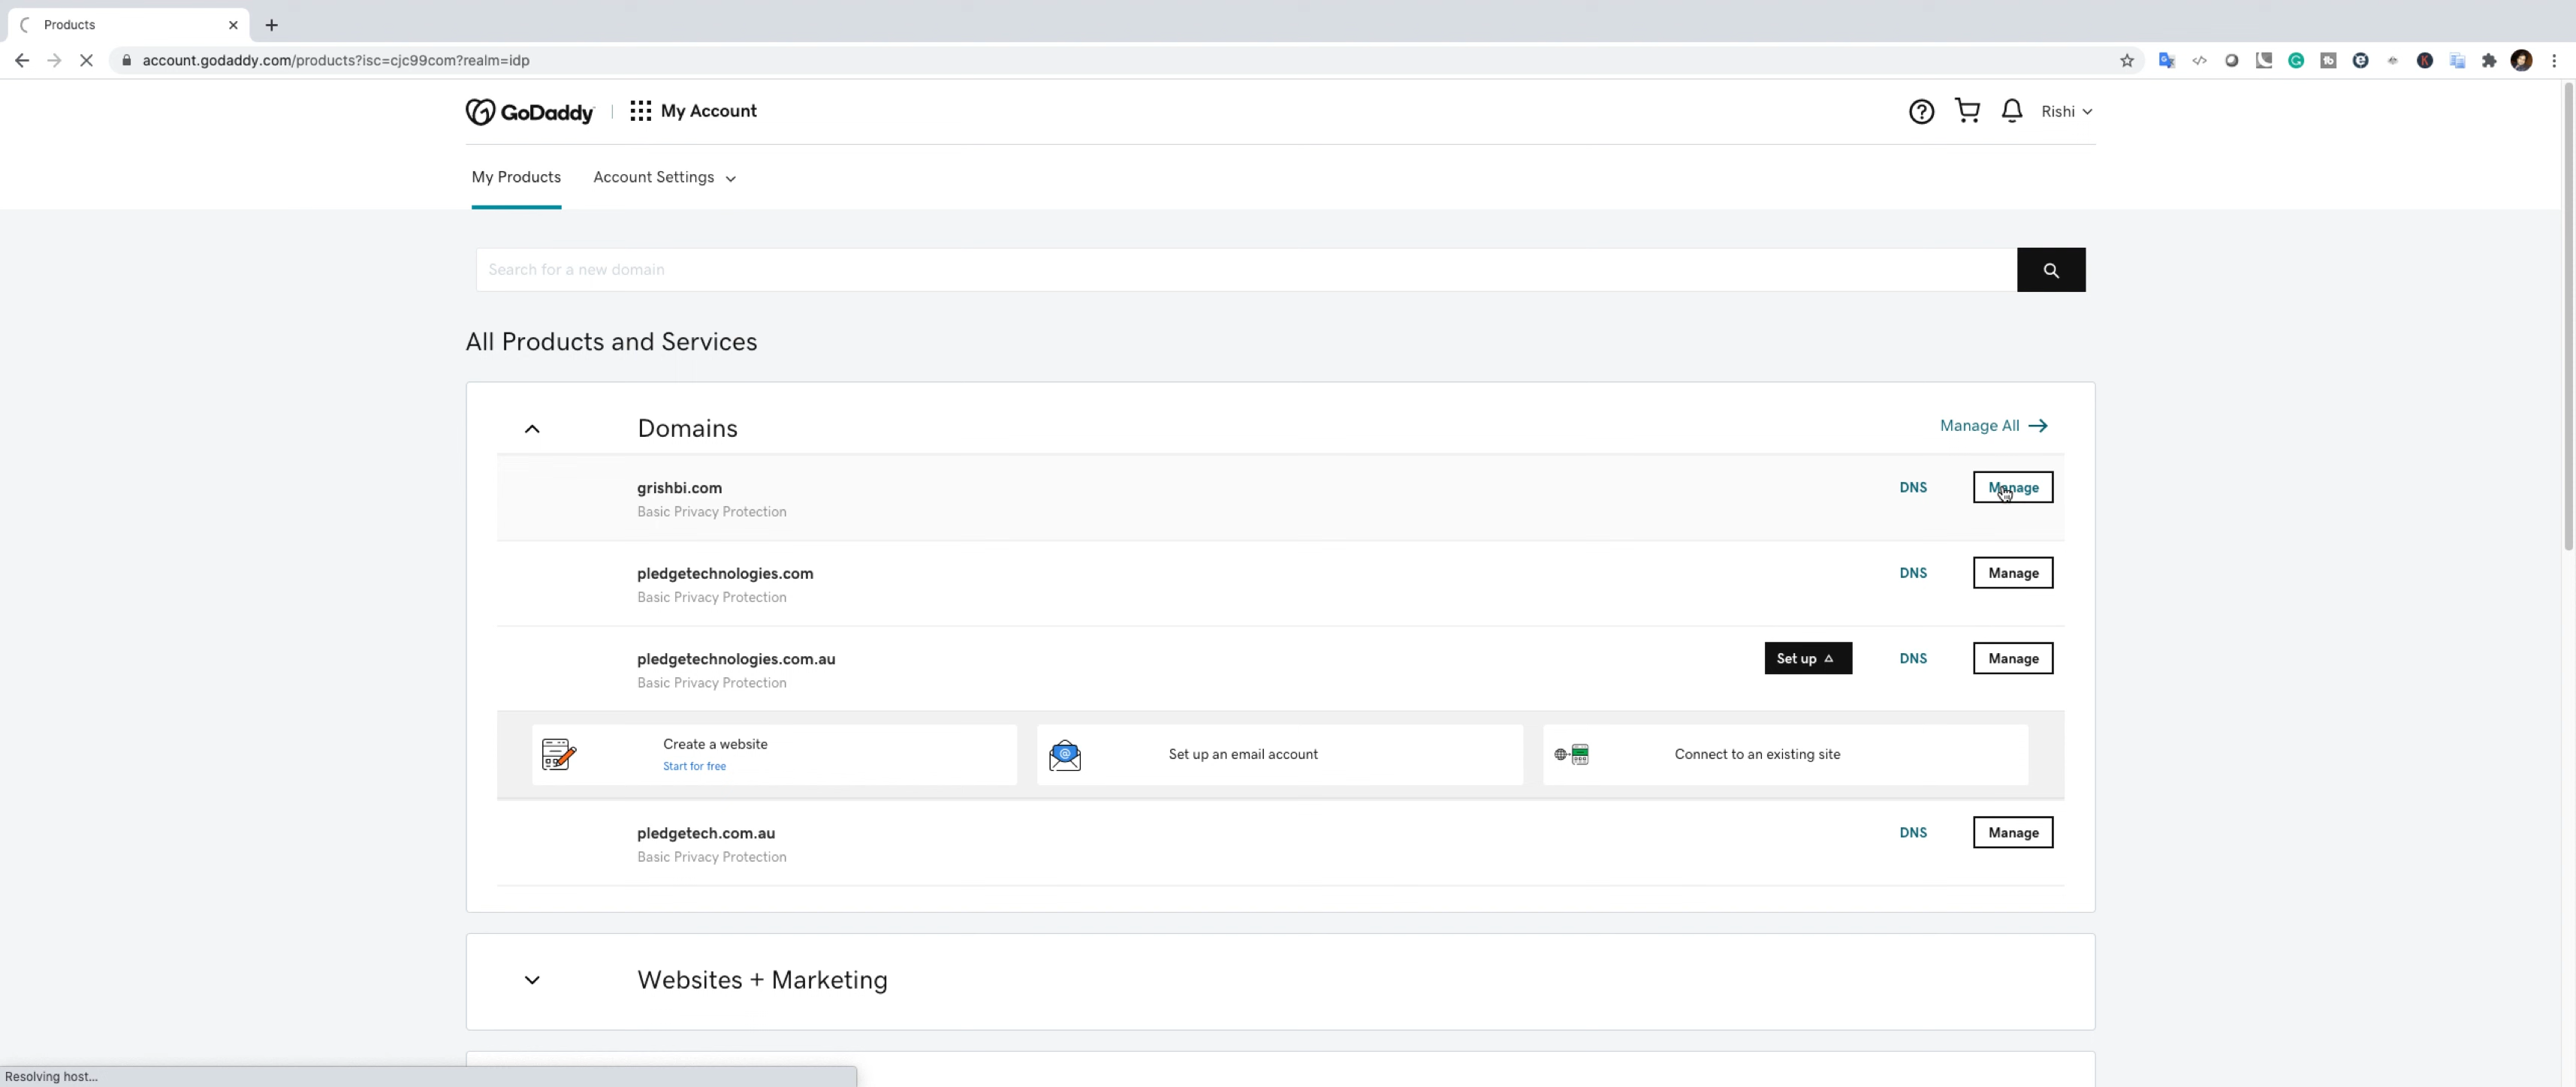 Products
account.godaddy.com/products?isc=cjc99com?realm=idp
GoDaddy My Account
Rishi
My Products Account Settings
Search for a new domain
All Products and Services
Domains Manage All
grishbi.com DNS Manage
Basic Privacy Protection
pledgetechnologies.com DNS Manage
Basic Privacy Protection
pledgetechnologies.com.au Set up DNS Manage
Basic Privacy Protection
Create a website
Start for free
Set up an email account
Connect to an existing site
pledgetech.com.au DNS Manage
Basic Privacy Protection
Websites + Marketing
Resolving host...